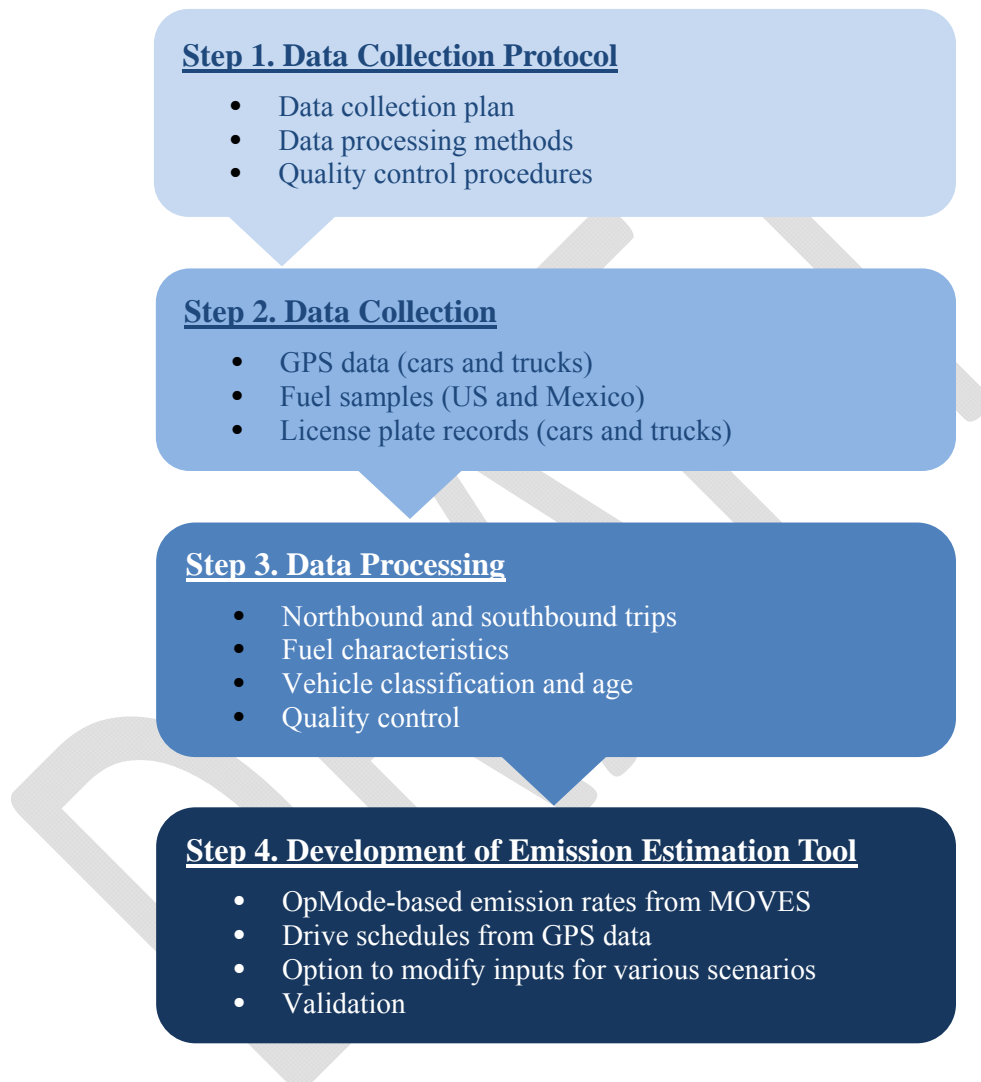 Step 1. Data Collection Protocol
• Data collection plan
• Data processing methods
• Quality control procedures
Step 2. Data Collection
• GPS data (cars and trucks)
• Fuel samples (US and Mexico)
• License plate records (cars and trucks)
Step 3. Data Processing
• Northbound and southbound trips
• Fuel characteristics
• Vehicle classification and age
• Quality control
Step 4. Development of Emission Estimation Tool
• OpMode-based emission rates from MOVES
• Drive schedules from GPS data
• Option to modify inputs for various scenarios
• Validation